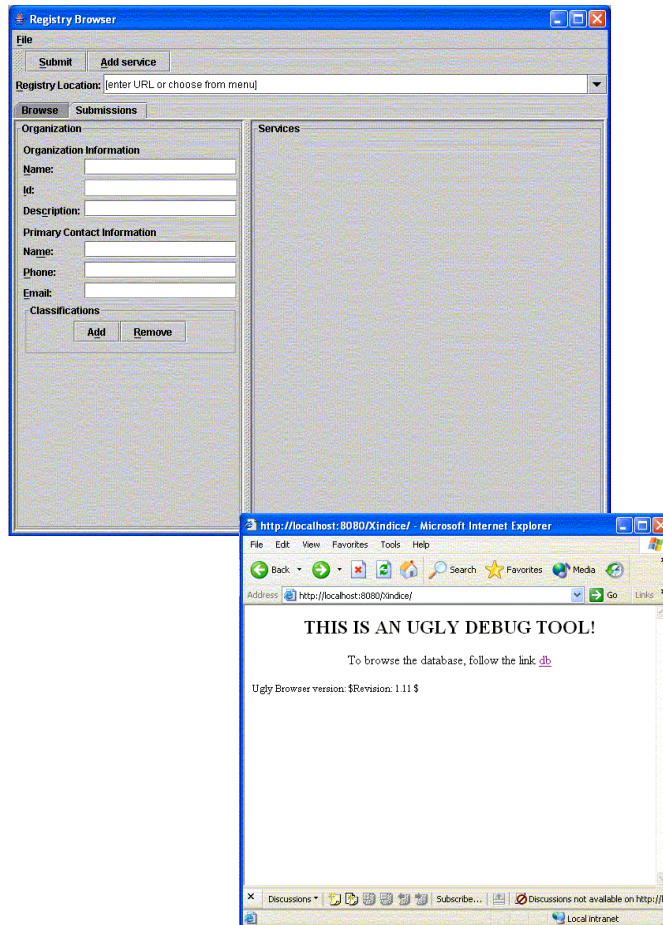 Registry Browser
File
Submit Add service
Registry Location: [enter URL or choose from menu]
Browse Submissions
Organization
Organization Information
Name:
Id:
Description:
Primary Contact Information
Name:
Phone:
Email:
Classifications
Add Remove
Services
http://localhost:8080/Xindice/ - Microsoft Internet Explorer
File Edit View Favorites Tools Help
Back Search Favorites Media
Address http://localhost:8080/Xindice/ Go Links
THIS IS AN UGLY DEBUG TOOL!
To browse the database, follow the link db
Ugly Browser version: $Revision: 1.11 $
Discussions Subscribe... Discussions not available on http://
Local intranet